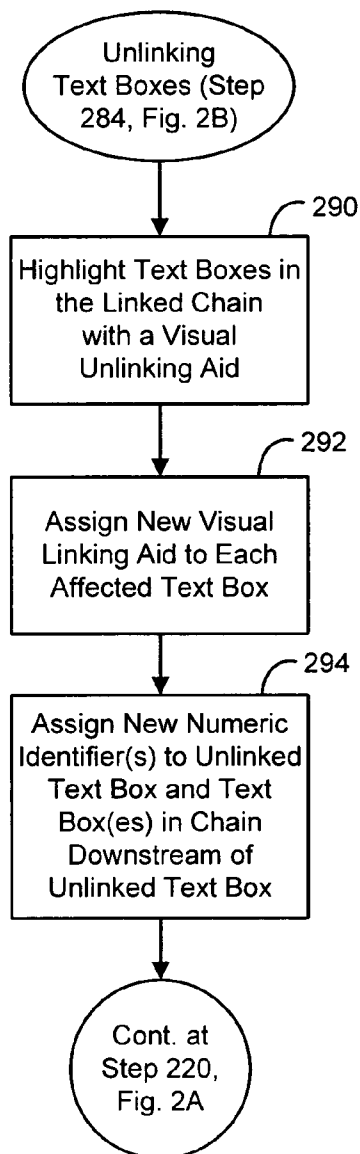 Unlinking
Text Boxes (Step
284, Fig. 2B)
290
Highlight Text Boxes in
the Linked Chain
with a Visual
Unlinking Aid
292
Assign New Visual
Linking Aid to Each
Affected Text Box
294
Assign New Numeric
Identifier(s) to Unlinked
Text Box and Text
Box(es) in Chain
Downstream of
Unlinked Text Box
Cont. at
Step 220,
Fig. 2A